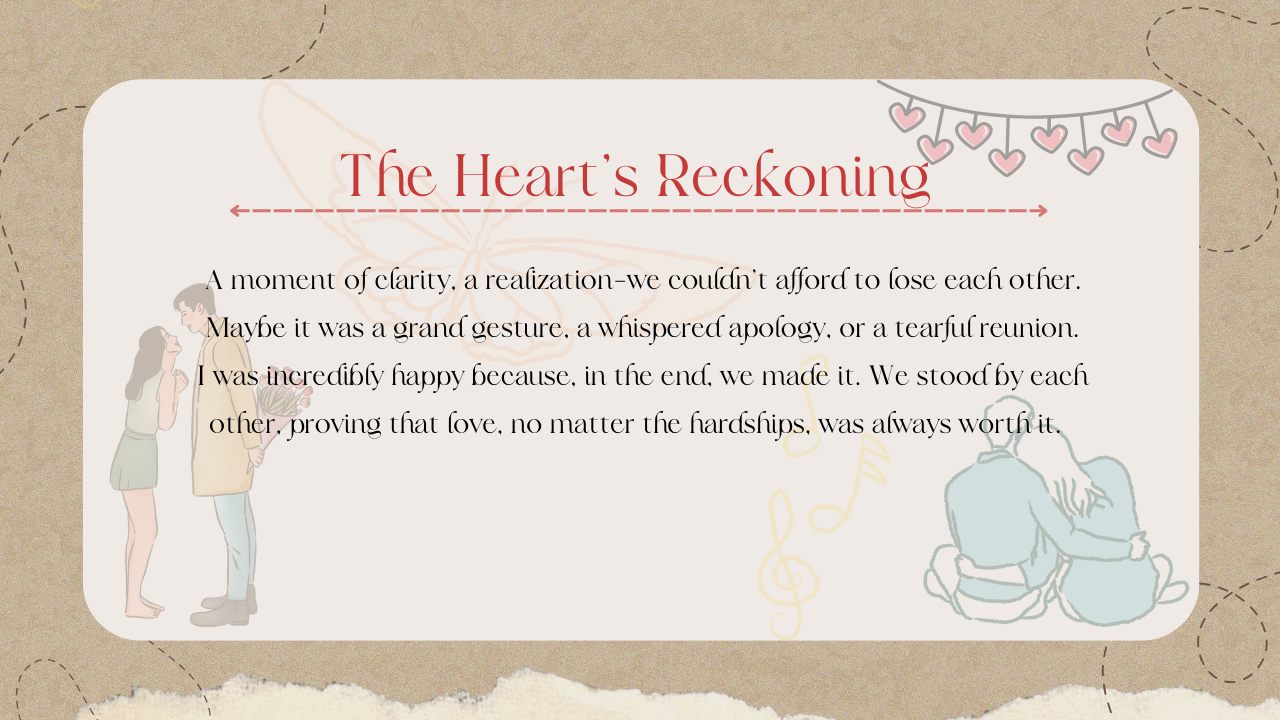 The Heart's Reckoning
A moment of clarity, a realization-we couldn't afford to lose each other.
Maybe it was a grand gesture, a whispered apology, or a tearful reunion.
I was incredibly happy because, in the end, we made it. We stood by each
other, proving that love, no matter the hardships, was always worth it.